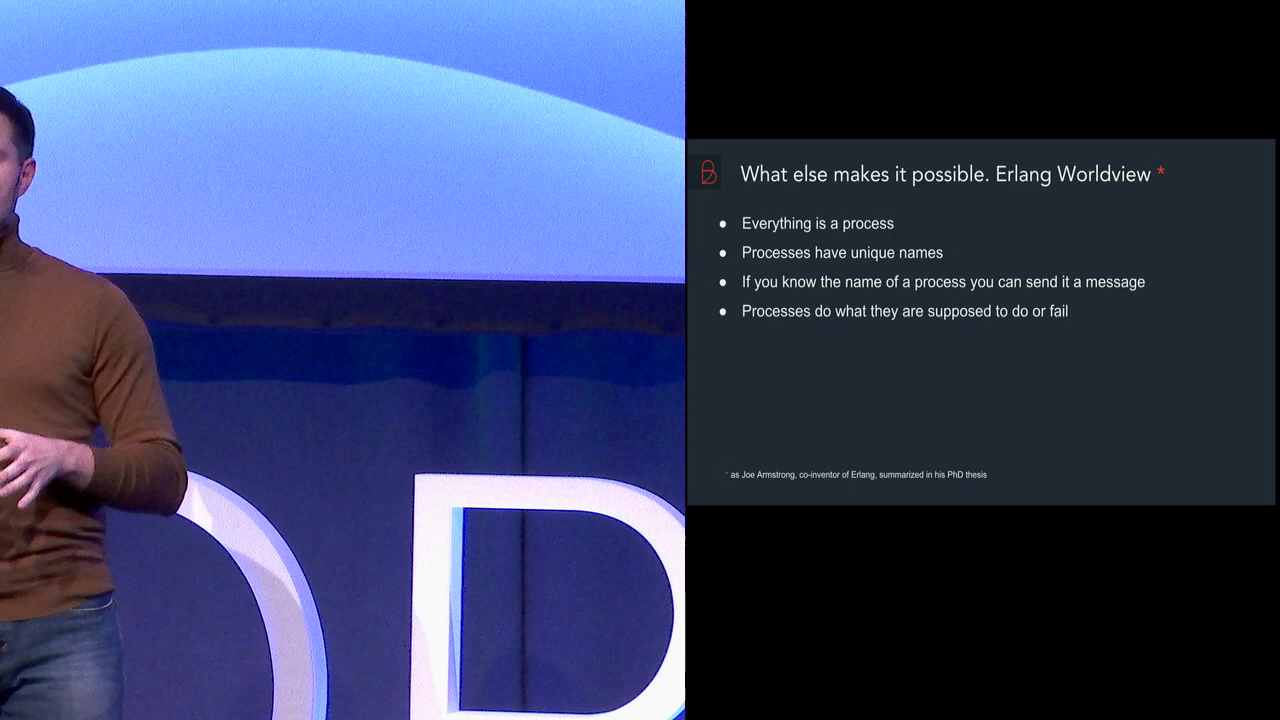 What else makes it possible. Erlang Worldview *
● Everything is a process
● Processes have unique names
● If you know the name of a process you can send it a message
● Processes do what they are supposed to do or fail
* as Joe Armstrong, co-inventor of Erlang, summarized in his PhD thesis